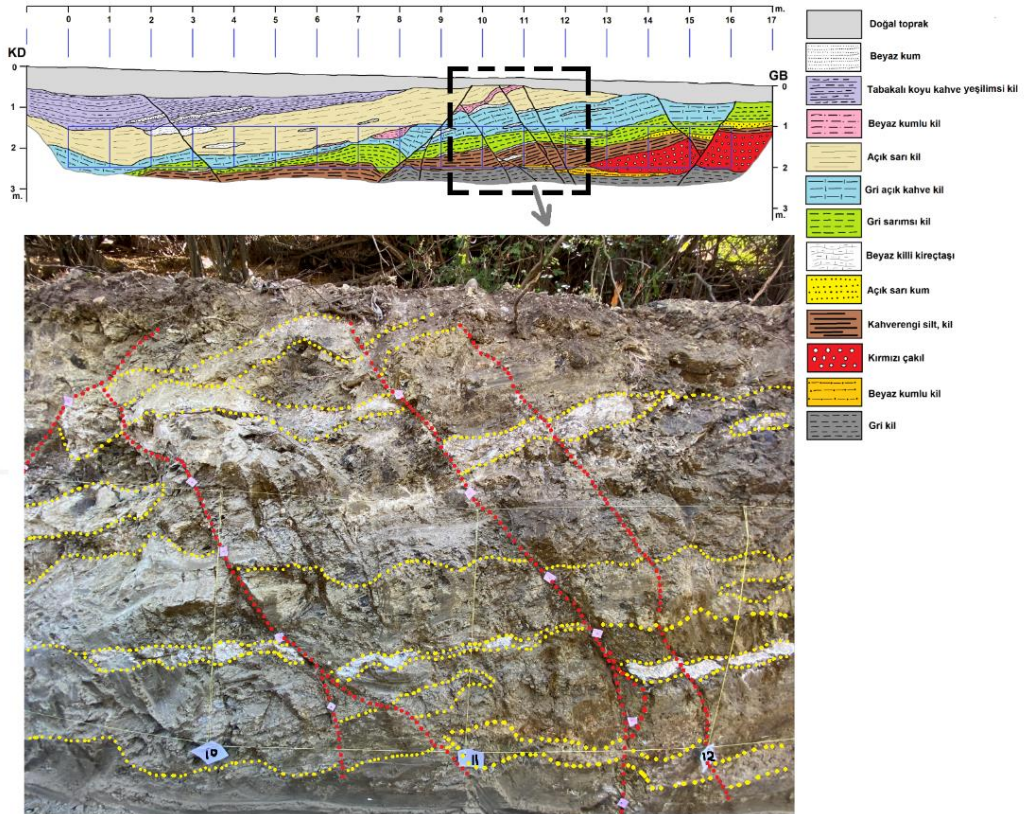 0 1 2 3 4 5 6 7 8 9 10 11 12 13 14 15 16 17 m.
KD
GB
0
1
2
3
m.
0
1
2
3
m.
Doğal toprak
Beyaz kum
Tabakalı koyu kahve yeşilimsi kil
Beyaz kumlu kil
Açık sarı kil
Gri açık kahve kil
Gri sarımsı kil
Beyaz killi kireçtaşı
Açık sarı kum
Kahverengi silt, kil
Kırmızı çakıl
Beyaz kumlu kil
Gri kil
10
11
12